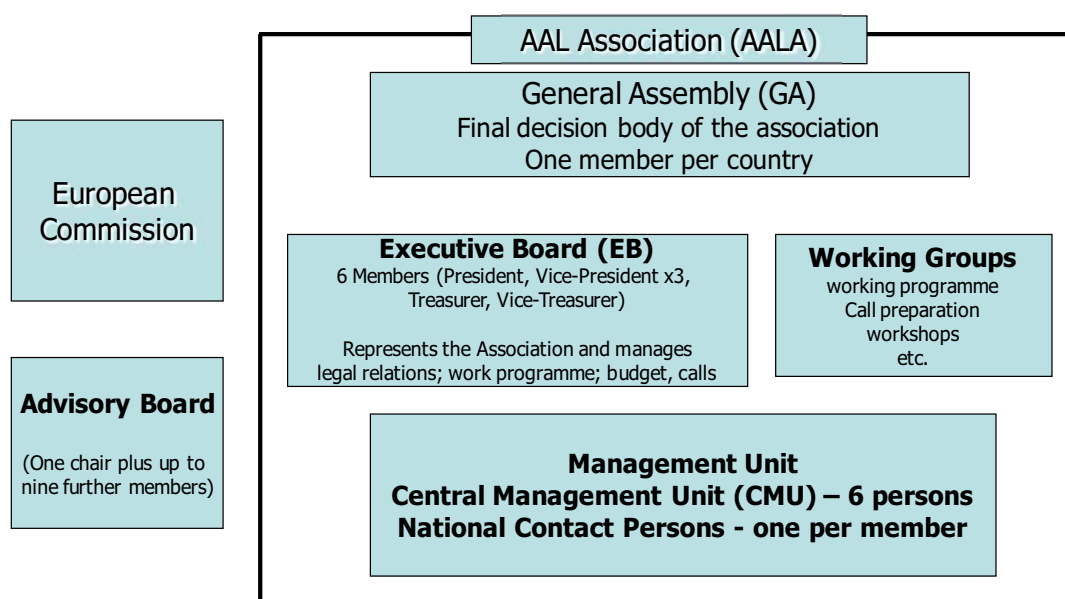 AAL Association (AALA)
General Assembly (GA)
Final decision body of the association
One member per country
European
Commission
Executive Board (EB)
6 Members (President, Vice-President x3,
Treasurer, Vice-Treasurer)
Represents the Association and manages
legal relations; work programme; budget, calls
Working Groups
working programme
Call preparation
workshops
etc.
Advisory Board
(One chair plus up to
nine further members)
Management Unit
Central Management Unit (CMU) – 6 persons
National Contact Persons - one per member